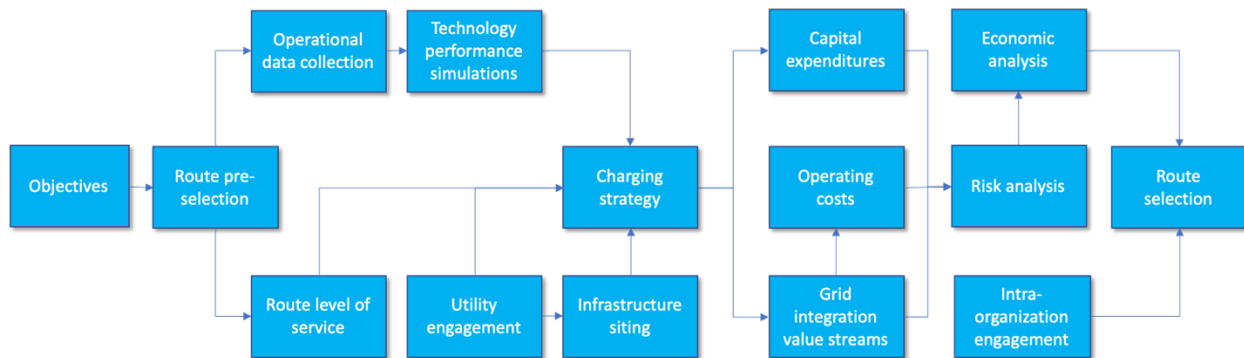 Operational
data collection
Technology
performance
simulations
Capital
expenditures
Economic
analysis
Objectives
Route pre-
selection
Charging
strategy
Operating
costs
Risk analysis
Route
selection
Route level of
service
Utility
engagement
Infrastructure
siting
Grid
integration
value streams
Intra-
organization
engagement